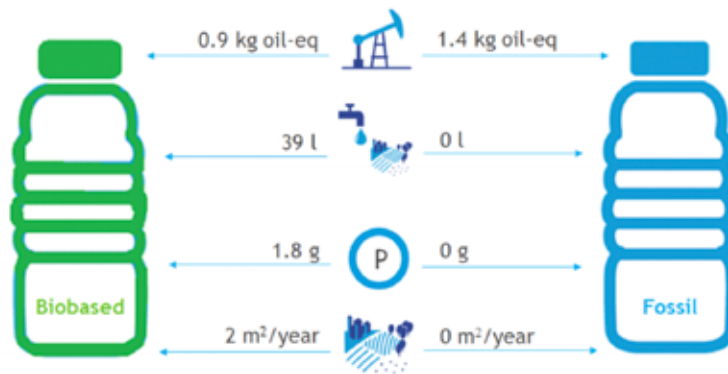 0.9 kg oil-eq 1.4 kg oil-eq
39 l 0 l
1.8 g P 0 g
Biobased Fossil
2 m²/year 0 m²/year